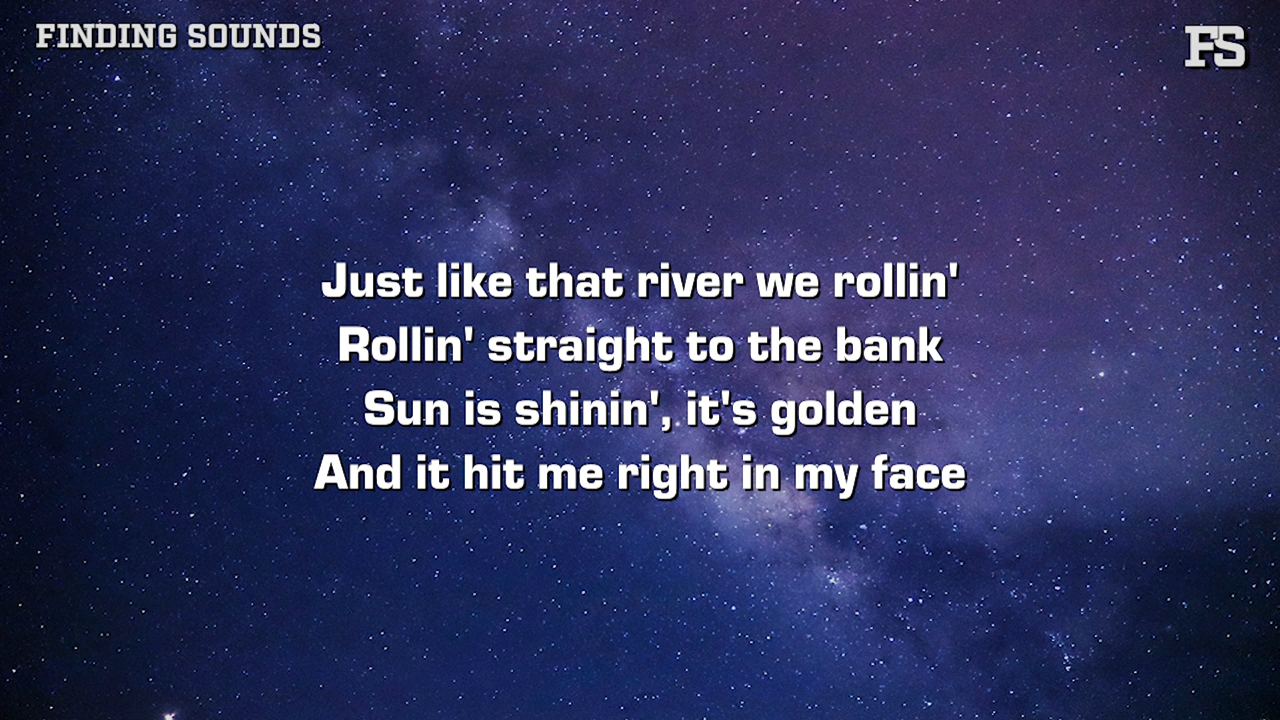 FINDING SOUNDS
FS
Just like that river we rollin'
Rollin' straight to the bank
Sun is shinin', it's golden
And it hit me right in my face